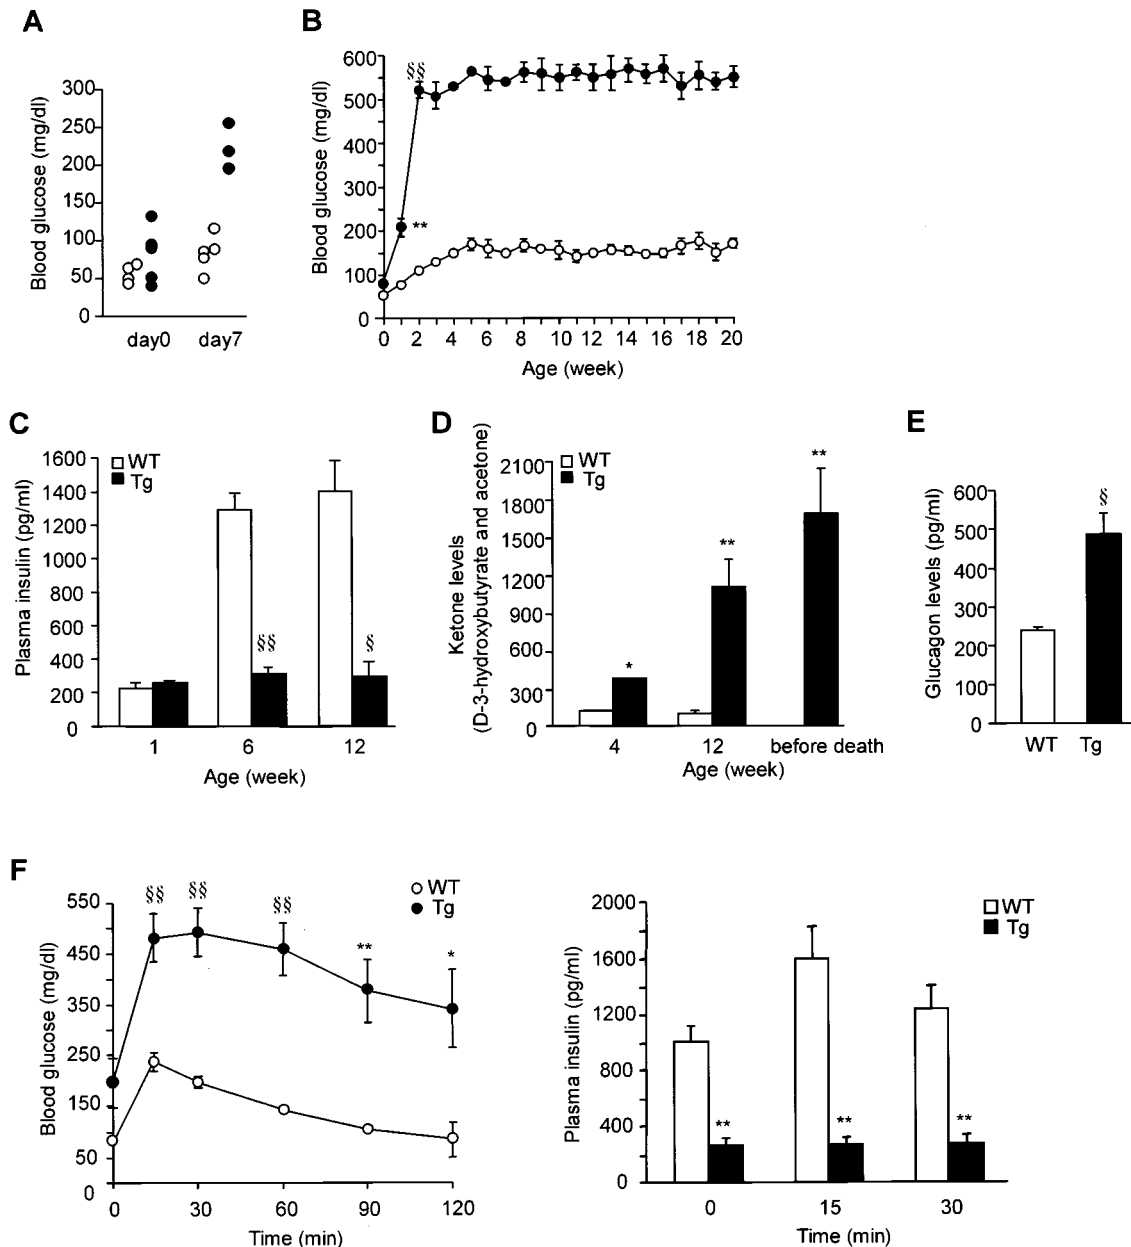 A
Blood glucose (mg/dl)
300
250
200
150
100
50
0
day0 day7
B
Blood glucose (mg/dl)
600
500
400
300
200
100
0
§§
**
0 2 4 6 8 10 12 14 16 18 20
Age (week)
C
Plasma insulin (pg/ml)
1600
1400
1200
1000
800
600
400
200
0
WT
Tg
§§
§
1 6 12
Age (week)
D
Ketone levels
(D-3-hydroxybutyrate and acetone)
2100
1800
1500
1200
900
600
300
0
WT
Tg
*
**
**
4 12 before death
Age (week)
E
Glucagon levels (pg/ml)
600
500
400
300
200
100
0
§
WT Tg
F
Blood glucose (mg/dl)
550
450
350
250
150
50
0
WT
Tg
§§ §§ §§ ** *
0 30 60 90 120
Time (min)
Plasma insulin (pg/ml)
2000
1600
1200
800
400
0
WT
Tg
** ** **
0 15 30
Time (min)